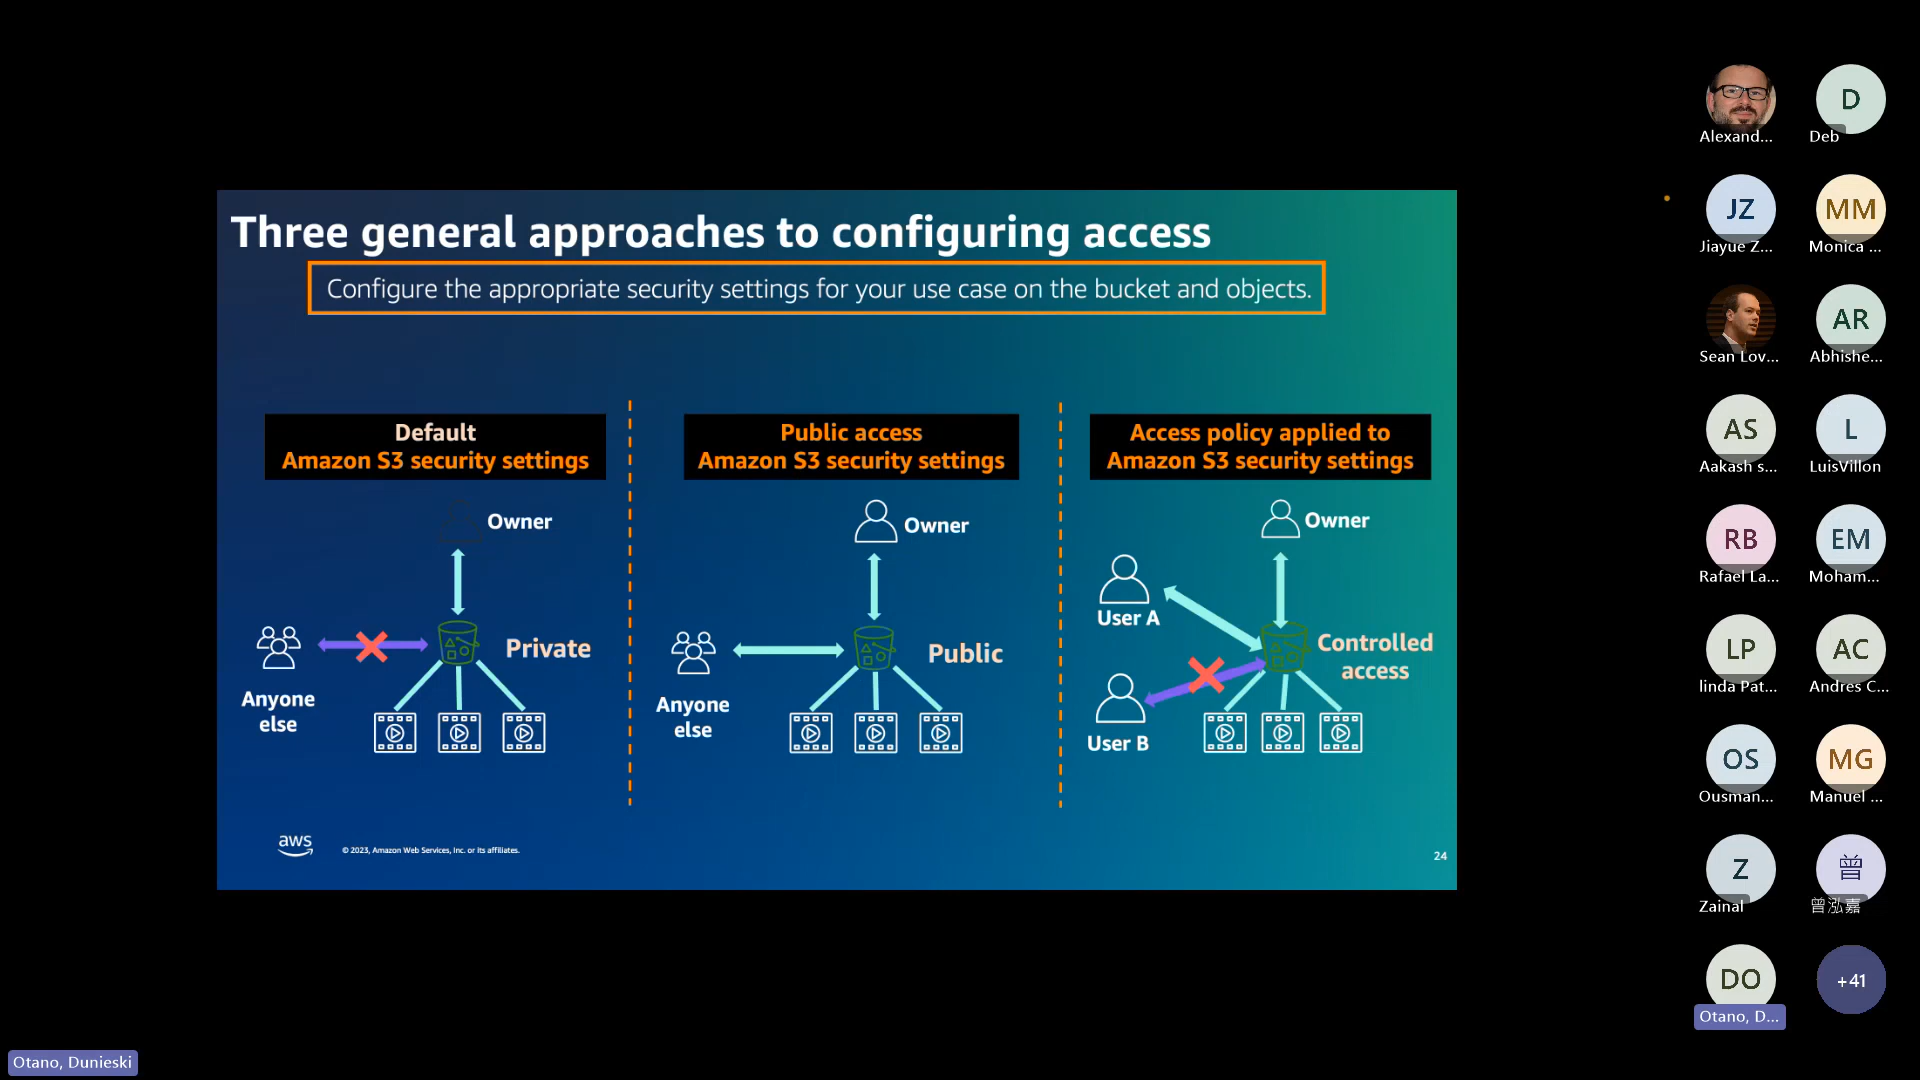 Three general approaches to configuring access
Configure the appropriate security settings for your use case on the bucket and objects.
Default
Amazon S3 security settings
Owner
Private
Anyone
else
Public access
Amazon S3 security settings
Owner
Public
Anyone
else
Access policy applied to
Amazon S3 security settings
Owner
User A
Controlled
access
User B
aws
© 2023, Amazon Web Services, Inc. or its affiliates.
24
Alexand...
D
Deb
JZ
Jiayue Z...
MM
Monica ...
Sean Lov...
AR
Abhishe...
AS
Aakash s...
L
LuisVillon
RB
Rafael La...
EM
Moham...
LP
linda Pat...
AC
Andres C...
OS
Ousman...
MG
Manuel ...
Z
Zainal
曾
曾泓嘉
DO
Otano, D...
+41
Otano, Dunieski